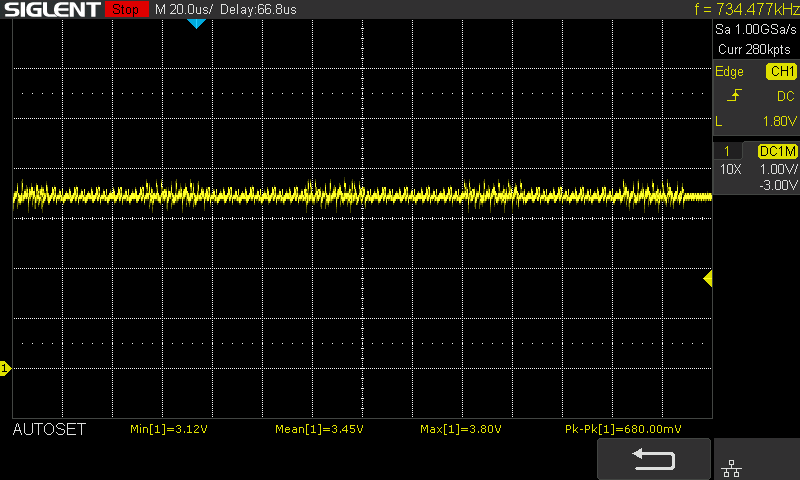 SIGLENT Stop M 20.0us/ Delay:66.8us f = 734.477kHz
Sa 1.00GSa/s
Curr 280kpts
Edge CH1
DC
L 1.80V
1 DC1M
10X 1.00V/
-3.00V
1
AUTOSET Min[1]=3.12V Mean[1]=3.45V Max[1]=3.80V Pk-Pk[1]=680.00mV